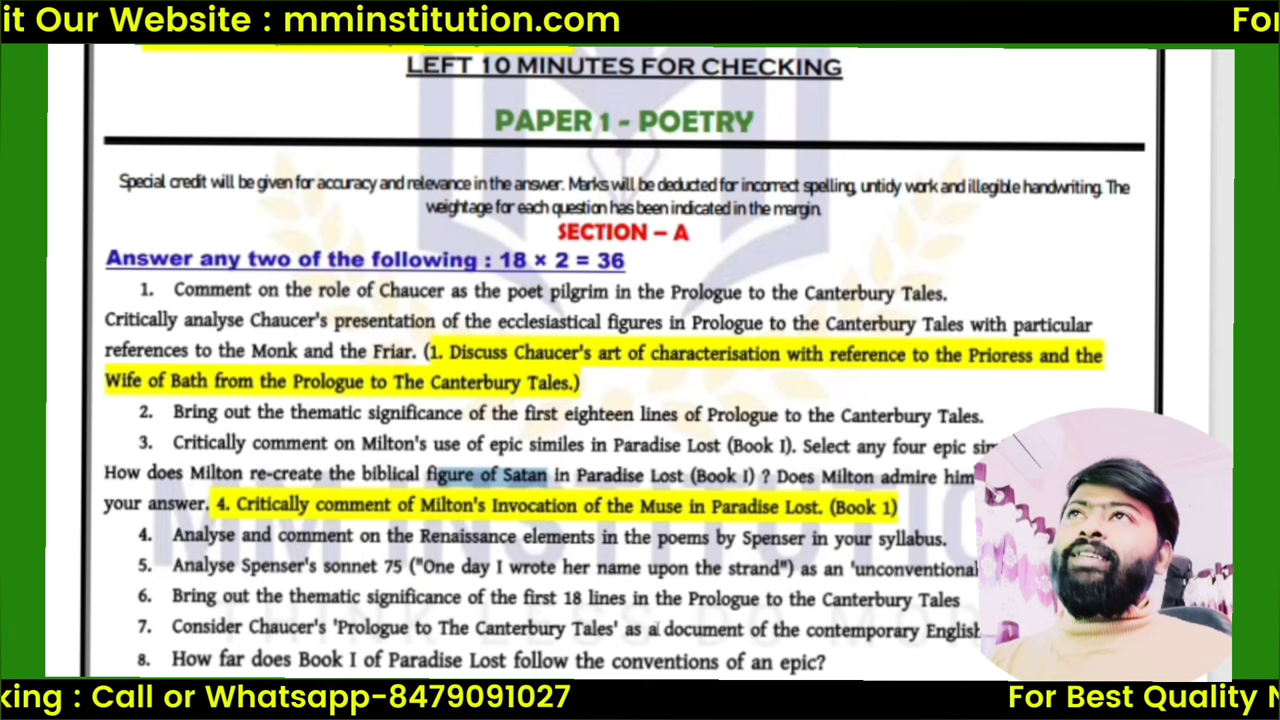 it Our Website : mminstitution.com
For
LEFT 10 MINUTES FOR CHECKING
PAPER 1 - POETRY
Special credit will be given for accuracy and relevance in the answer. Marks will be deducted for incorrect spelling, untidy work and illegible handwriting. The
weightage for each question has been indicated in the margin.
SECTION – A
Answer any two of the following : 18 × 2 = 36
1. Comment on the role of Chaucer as the poet pilgrim in the Prologue to the Canterbury Tales.
Critically analyse Chaucer's presentation of the ecclesiastical figures in Prologue to the Canterbury Tales with particular
references to the Monk and the Friar. (1. Discuss Chaucer's art of characterisation with reference to the Prioress and the
Wife of Bath from the Prologue to The Canterbury Tales.)
2. Bring out the thematic significance of the first eighteen lines of Prologue to the Canterbury Tales.
3. Critically comment on Milton's use of epic similes in Paradise Lost (Book I). Select any four epic
How does Milton re-create the biblical figure of Satan in Paradise Lost (Book I) ? Does Milton admire him
your answer. 4. Critically comment of Milton's Invocation of the Muse in Paradise Lost. (Book 1)
4. Analyse and comment on the Renaissance elements in the poems by Spenser in your syllabus.
5. Analyse Spenser's sonnet 75 ("One day I wrote her name upon the strand") as an 'unconventional
6. Bring out the thematic significance of the first 18 lines in the Prologue to the Canterbury Tales
7. Consider Chaucer's 'Prologue to The Canterbury Tales' as a document of the contemporary English
8. How far does Book I of Paradise Lost follow the conventions of an epic?
MM INSTITUTION
king : Call or Whatsapp-8479091027
For Best Quality